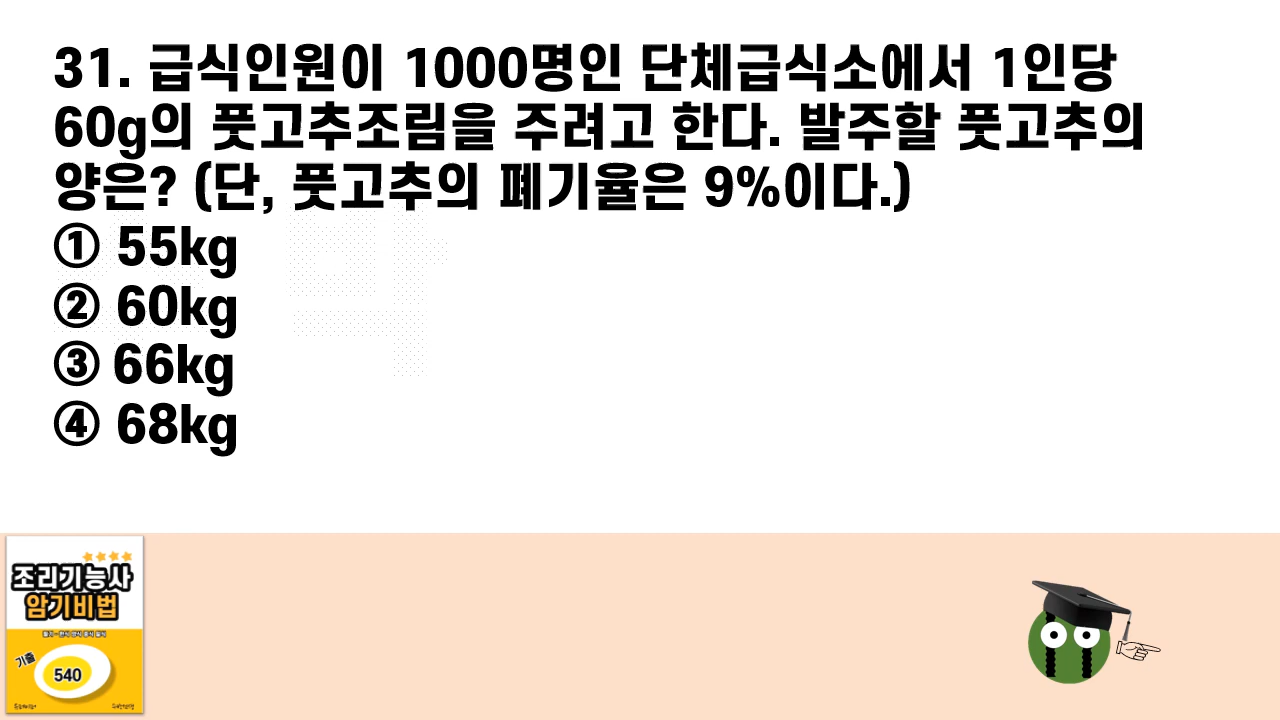 31. 급식인원이 1000명인 단체급식소에서 1인당
60g의 풋고추조림을 주려고 한다. 발주할 풋고추의
양은? (단, 풋고추의 폐기율은 9%이다.)
① 55kg
② 60kg
③ 66kg
④ 68kg
조리기능사
암기비법
기출
540